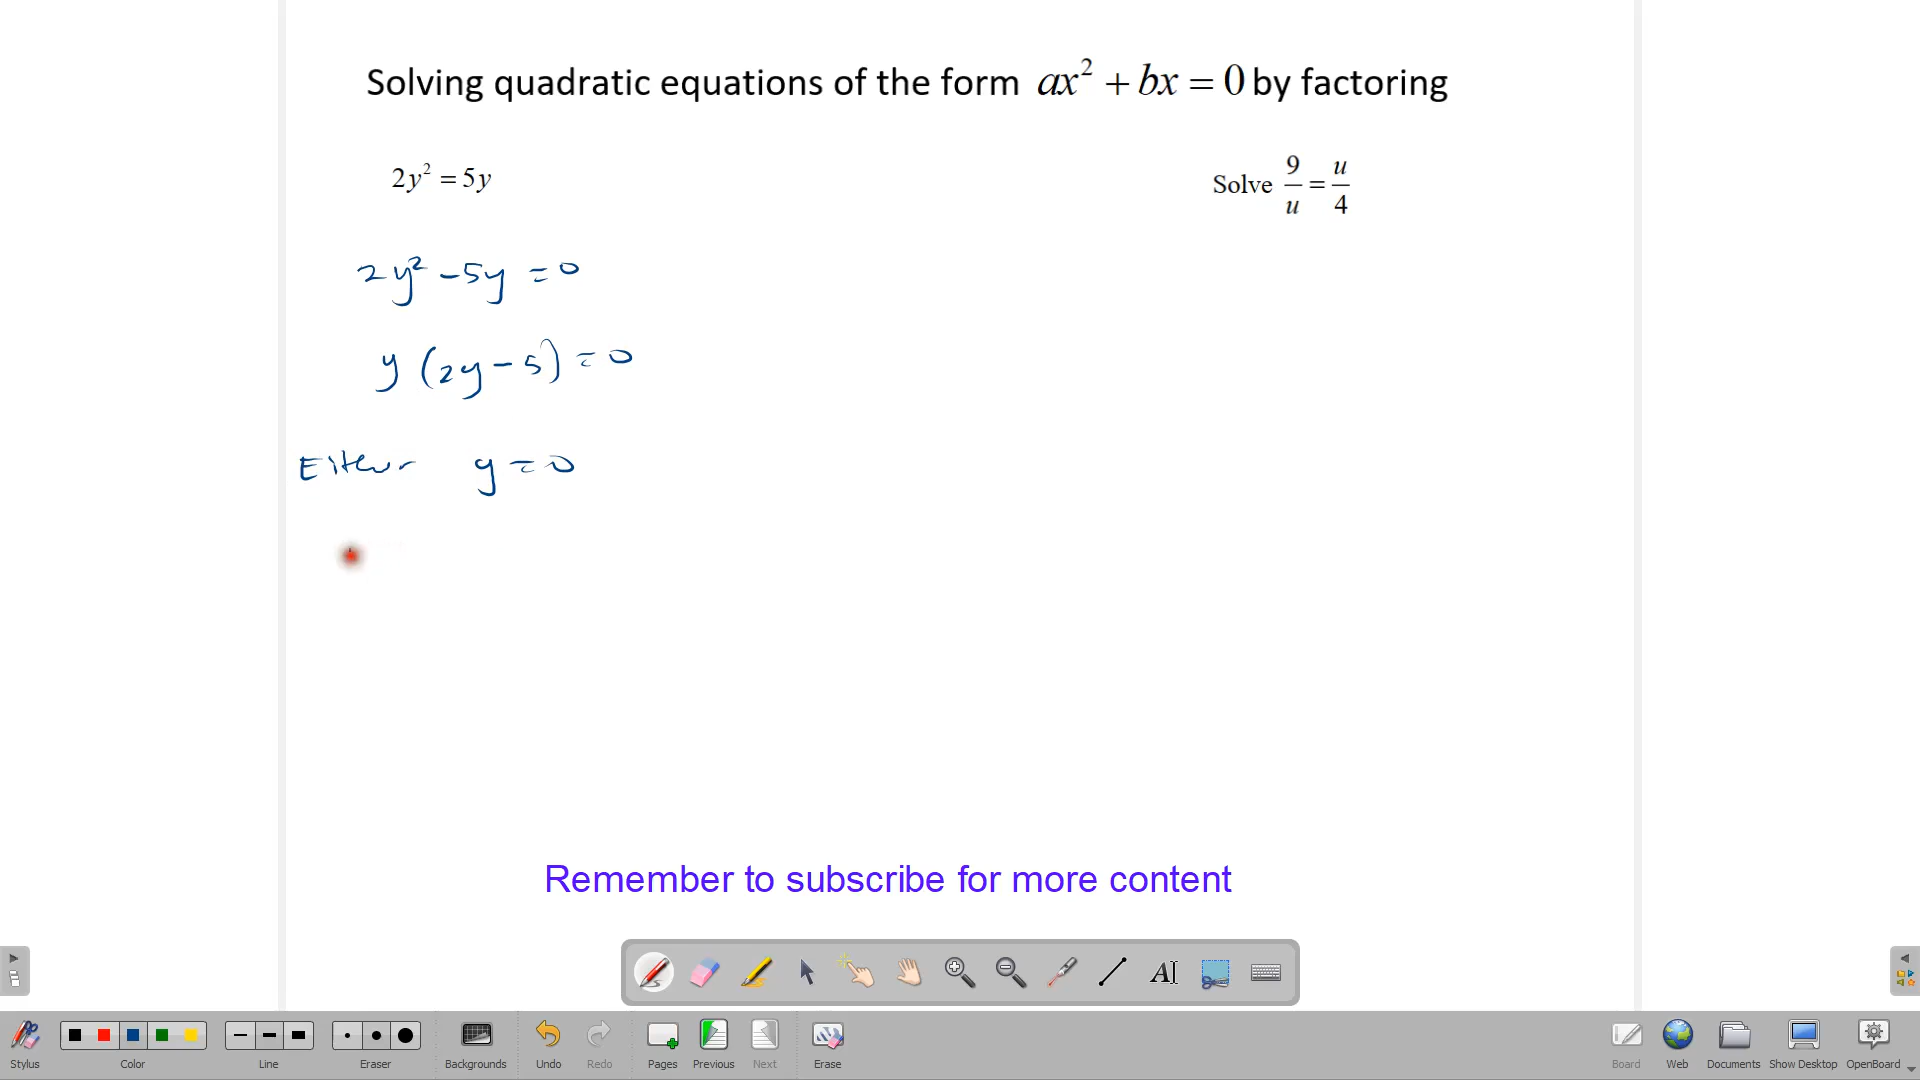 Solving quadratic equations of the form ax² + bx = 0 by factoring
2y² = 5y
Solve 9/u = u/4
2y² - 5y = 0
y (2y - 5) = 0
Either y = 0
Remember to subscribe for more content
Stylus Color Line Eraser Backgrounds Undo Redo Pages Previous Next Erase Board Web Documents Show Desktop OpenBoard